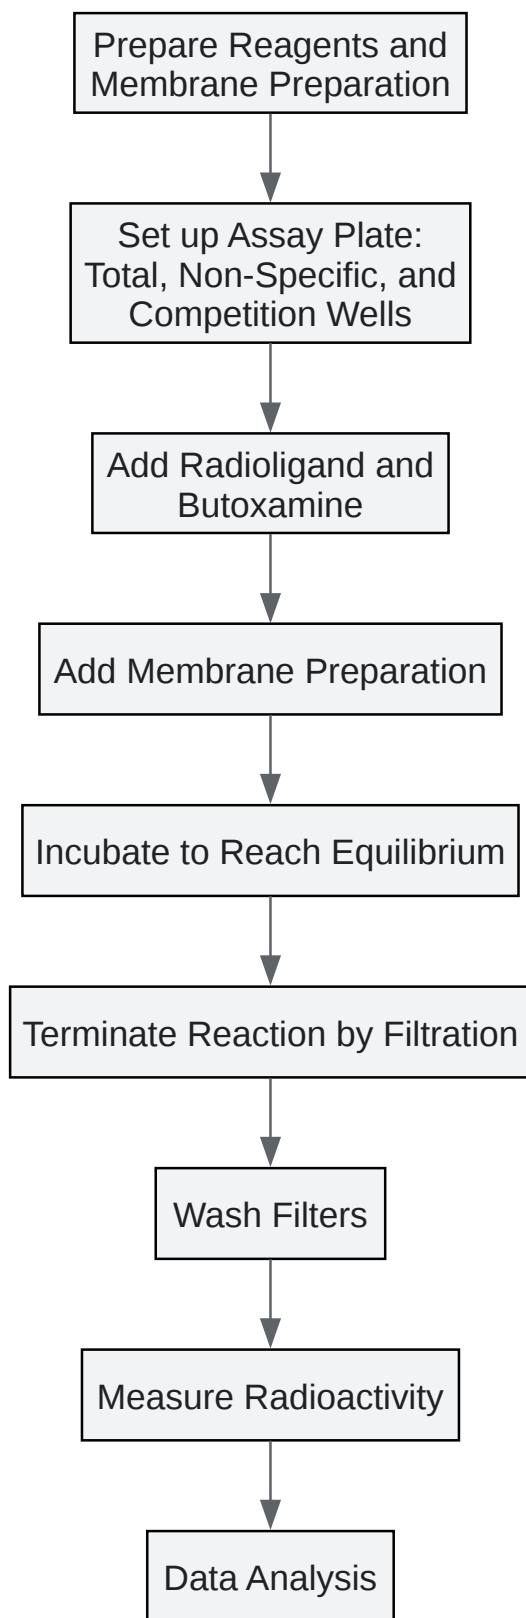 Prepare Reagents and
Membrane Preparation
Set up Assay Plate:
Total, Non-Specific, and
Competition Wells
Add Radioligand and
Butoxamine
Add Membrane Preparation
Incubate to Reach Equilibrium
Terminate Reaction by Filtration
Wash Filters
Measure Radioactivity
Data Analysis